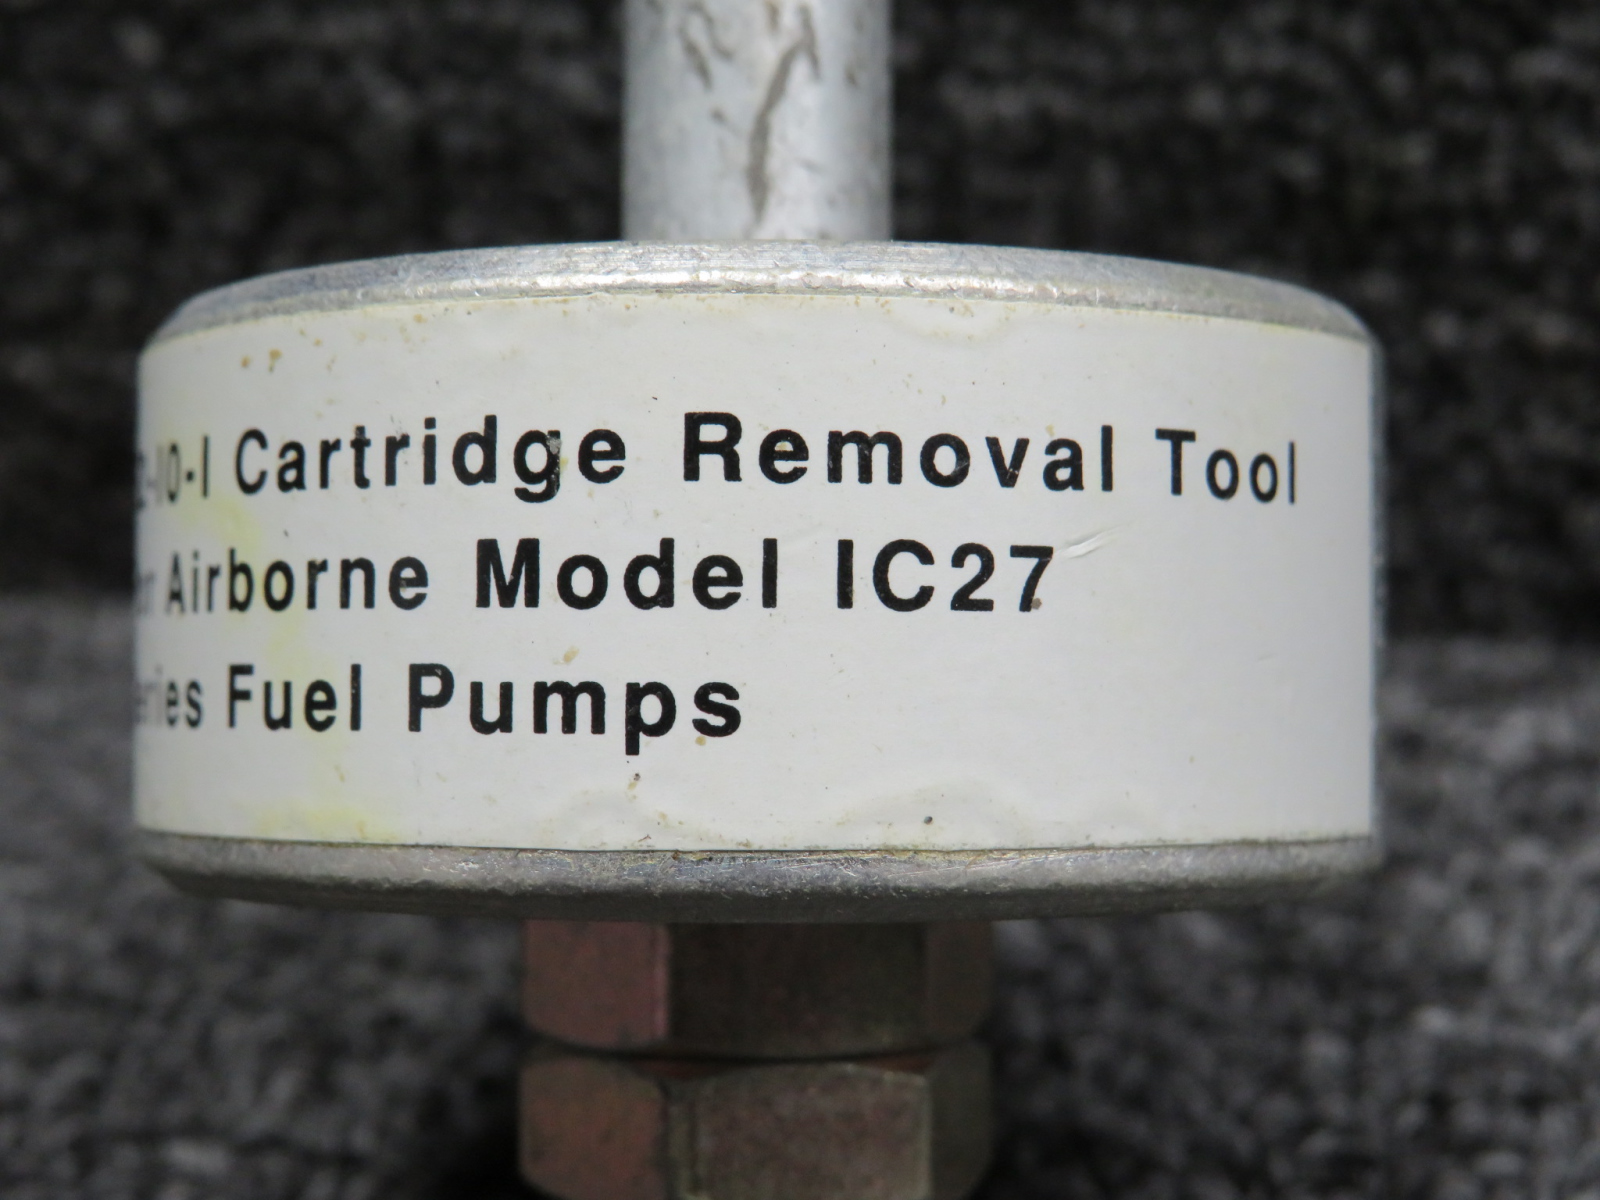 Cartridge Removal Tool
Airborne Model IC27
Fuel Pumps